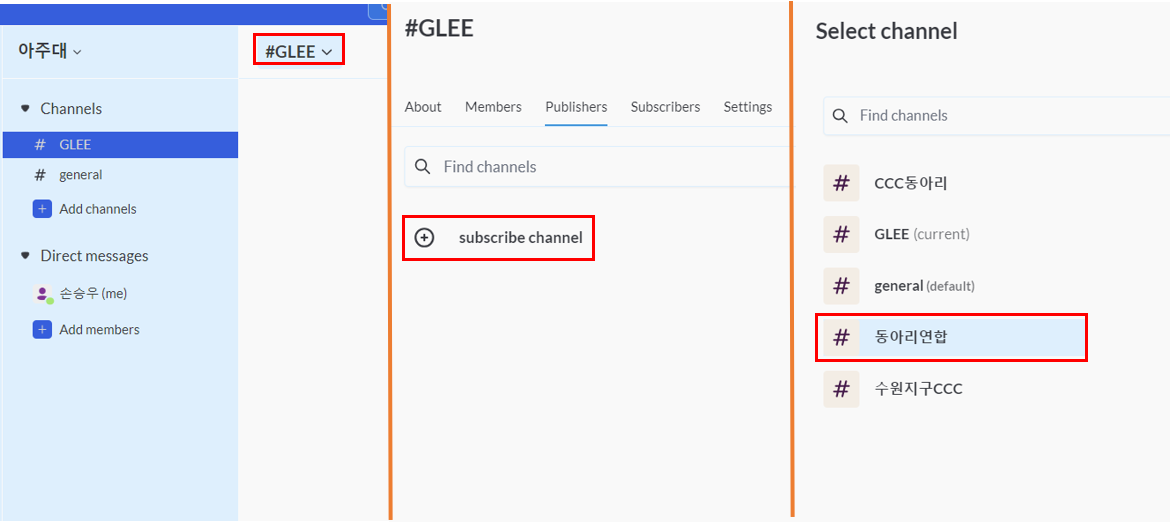 아주대
Channels
# GLEE
# general
+ Add channels
Direct messages
손승우 (me)
+ Add members
#GLEE
#GLEE
About Members Publishers Subscribers Settings
Find channels
subscribe channel
Select channel
Find channels
# CCC동아리
# GLEE (current)
# general (default)
# 동아리연합
# 수원지구CCC